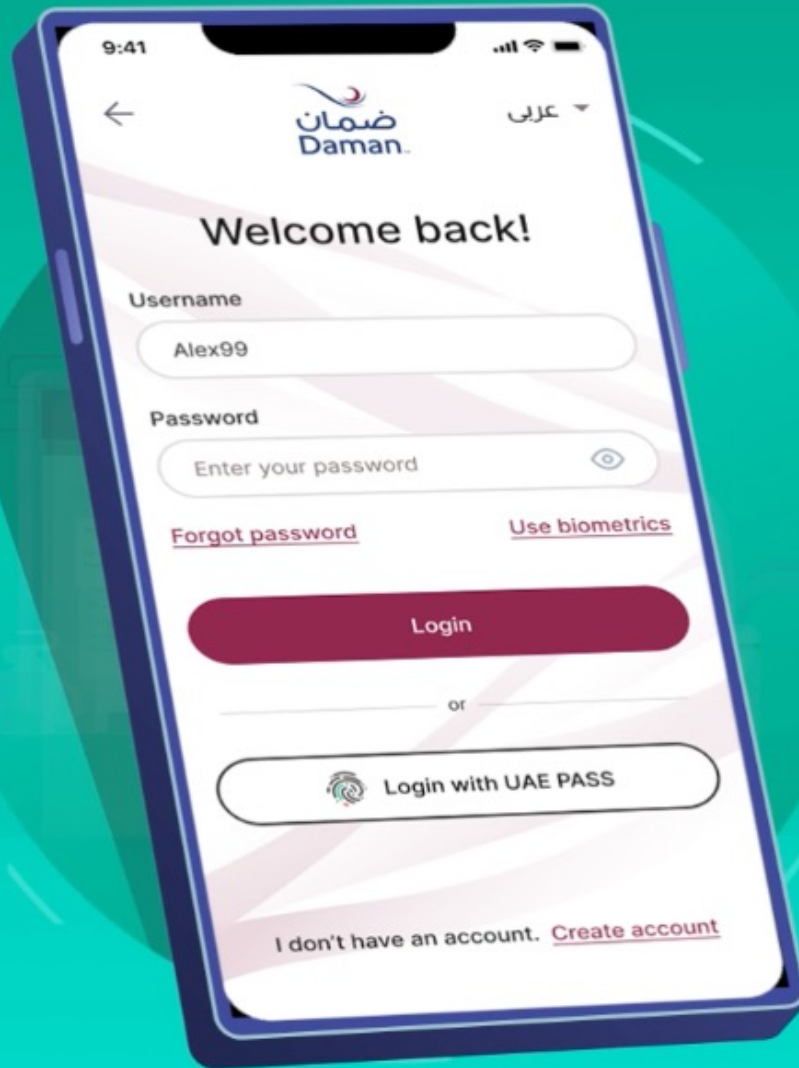 9:41
ضمان
Daman
عربى
Welcome back!
Username
Alex99
Password
Enter your password
Forgot password
Use biometrics
Login
or
Login with UAE PASS
I don't have an account. Create account